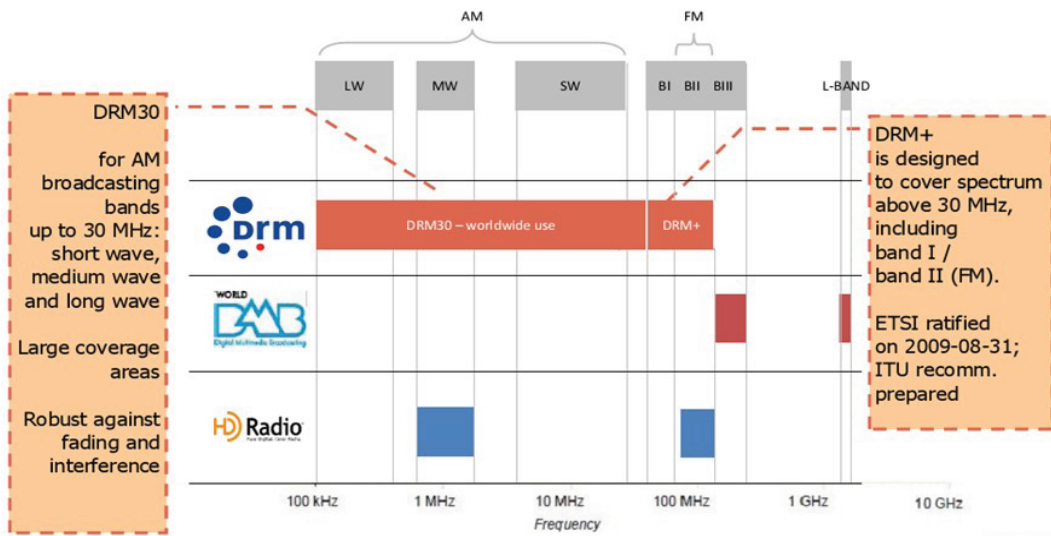 AM
FM
LW
MW
SW
BI
BII
BIII
L-BAND
DRM30
for AM
broadcasting
bands
up to 30 MHz:
short wave,
medium wave
and long wave
Large coverage
areas
Robust against
fading and
interference
DRM+
is designed
to cover spectrum
above 30 MHz,
including
band I /
band II (FM).
ETSI ratified
on 2009-08-31;
ITU recomm.
prepared
Drm
DRM30 – worldwide use
DRM+
WORLD
DMB
Digital Multimedia Broadcasting
HD Radio
100 kHz
1 MHz
10 MHz
100 MHz
1 GHz
10 GHz
Frequency